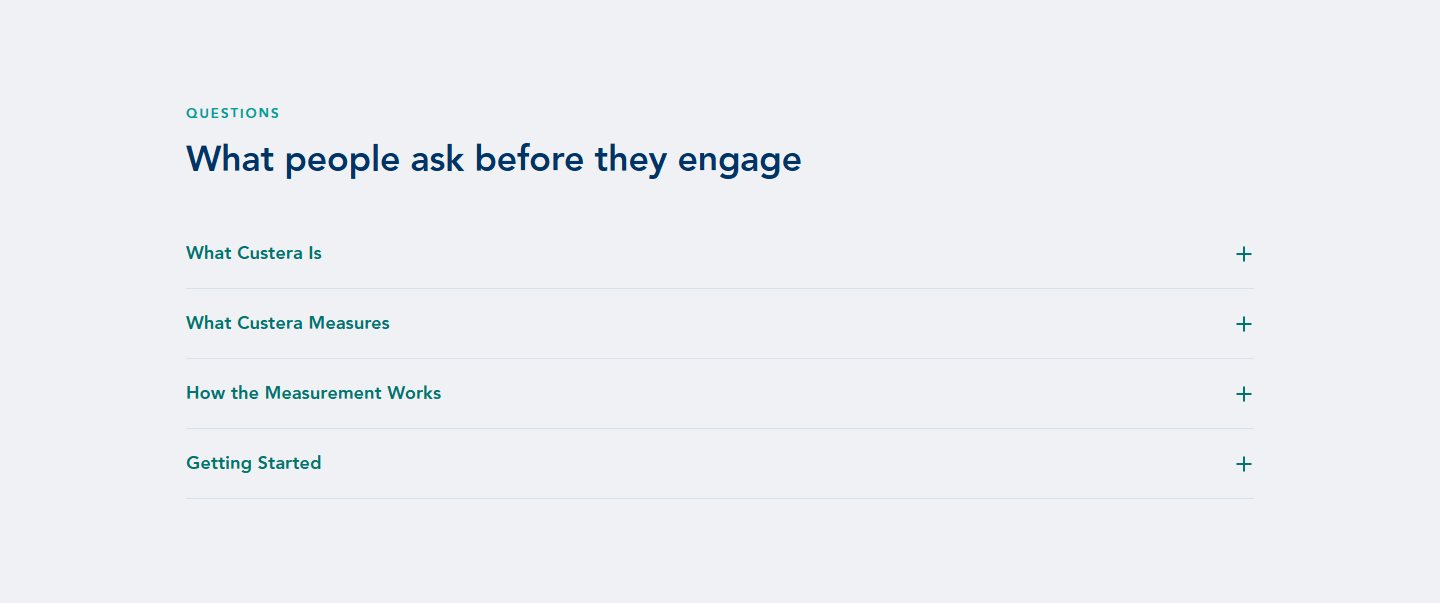 QUESTIONS
What people ask before they engage
What Custera Is
What Custera Measures
How the Measurement Works
Getting Started